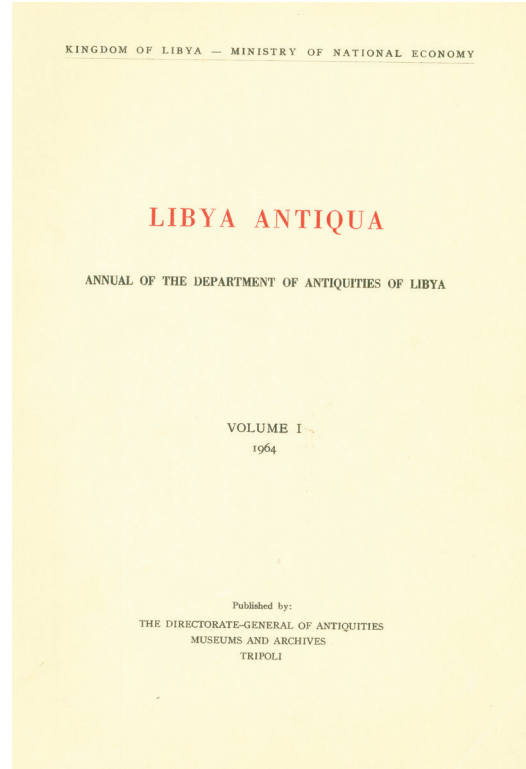 KINGDOM OF LIBYA — MINISTRY OF NATIONAL ECONOMY
LIBYA ANTIQUA
ANNUAL OF THE DEPARTMENT OF ANTIQUITIES OF LIBYA
VOLUME I
1964
Published by:
THE DIRECTORATE-GENERAL OF ANTIQUITIES
MUSEUMS AND ARCHIVES
TRIPOLI